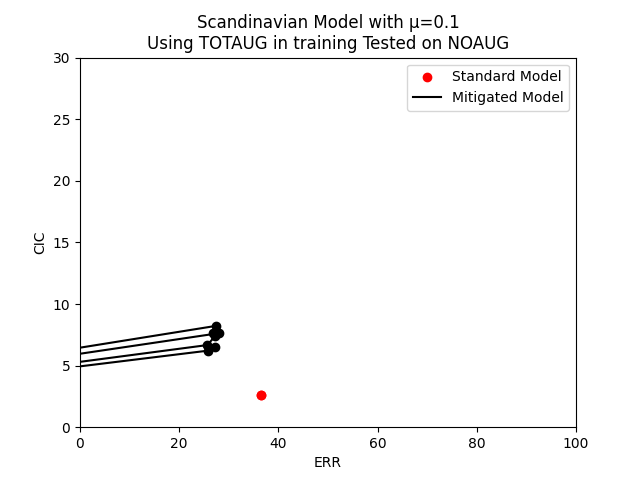 Scandinavian Model with μ=0.1
Using TOTAUG in training Tested on NOAUG
Standard Model
Mitigated Model
30
25
20
15
10
5
0
CIC
0 20 40 60 80 100
ERR